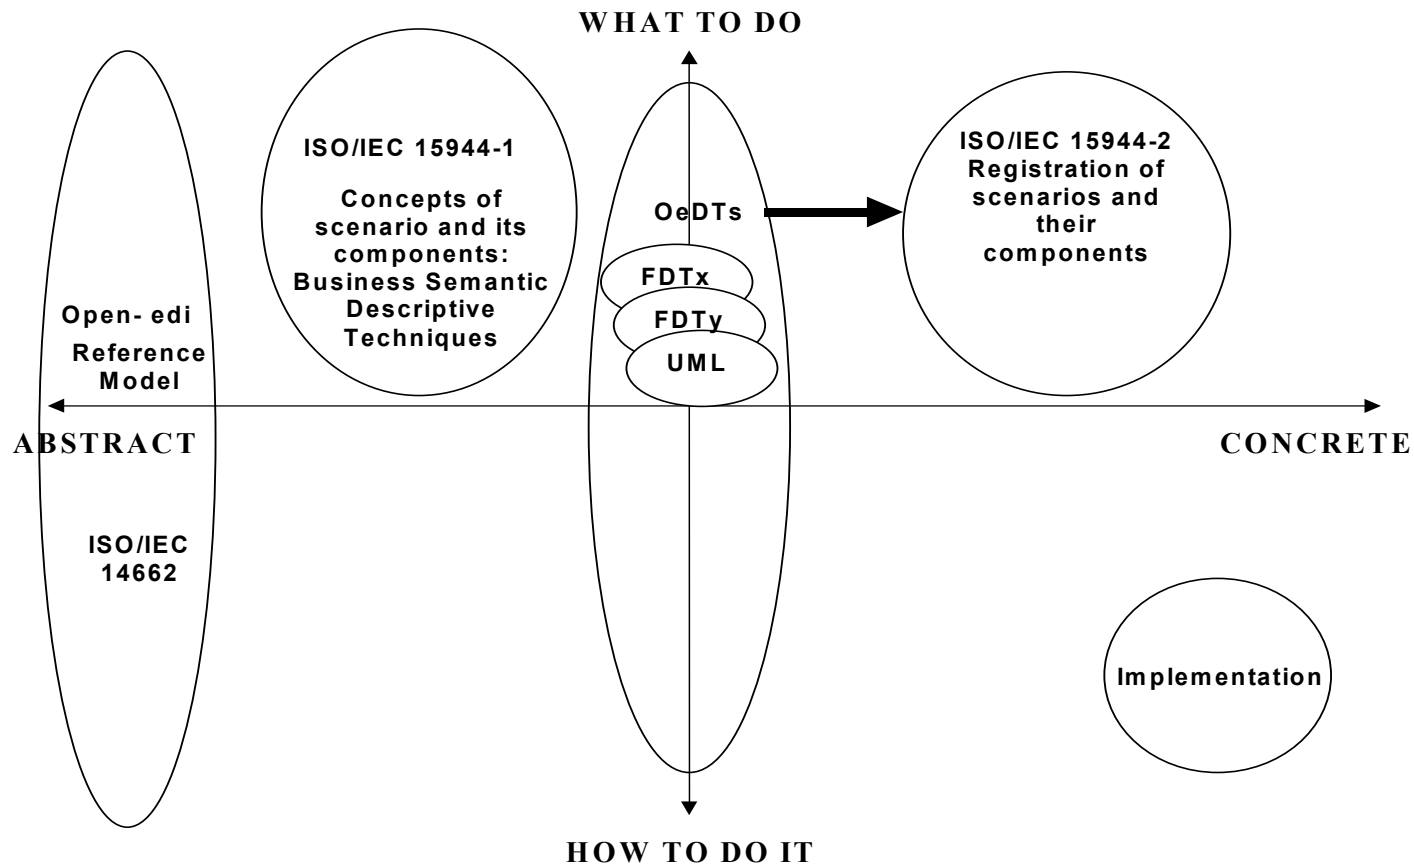 WHAT TO DO
ISO/IEC 15944-1
Concepts of
scenario and its
components:
Business Semantic
Descriptive
Techniques
ISO/IEC 15944-2
Registration of
scenarios and
their
components
OeDTs
FDTx
FDTy
UML
Open- edi
Reference
Model
ABSTRACT
CONCRETE
ISO/IEC
14662
Implementation
HOW TO DO IT